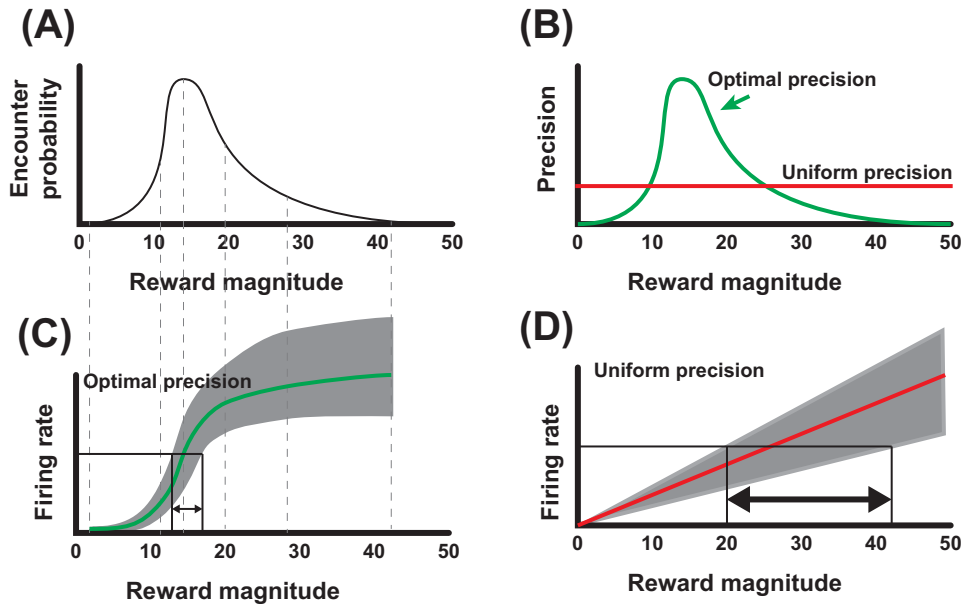 (A)
Encounter
probability
0 10 20 30 40 50
Reward magnitude
(B)
Precision
Optimal precision
Uniform precision
0 10 20 30 40 50
Reward magnitude
(C)
Optimal precision
Firing rate
0 10 20 30 40 50
Reward magnitude
(D)
Uniform precision
Firing rate
0 10 20 30 40 50
Reward magnitude